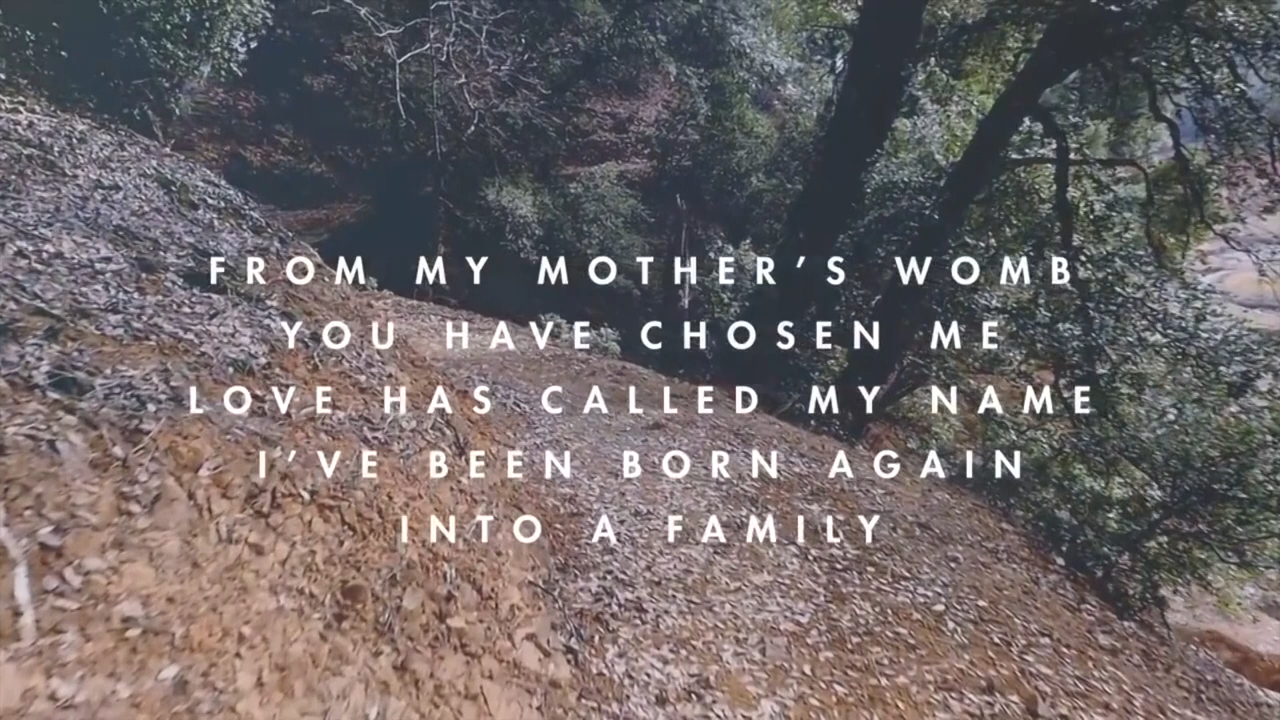 FROM MY MOTHER’S WOMB
YOU HAVE CHOSEN ME
LOVE HAS CALLED MY NAME
I’VE BEEN BORN AGAIN
INTO A FAMILY